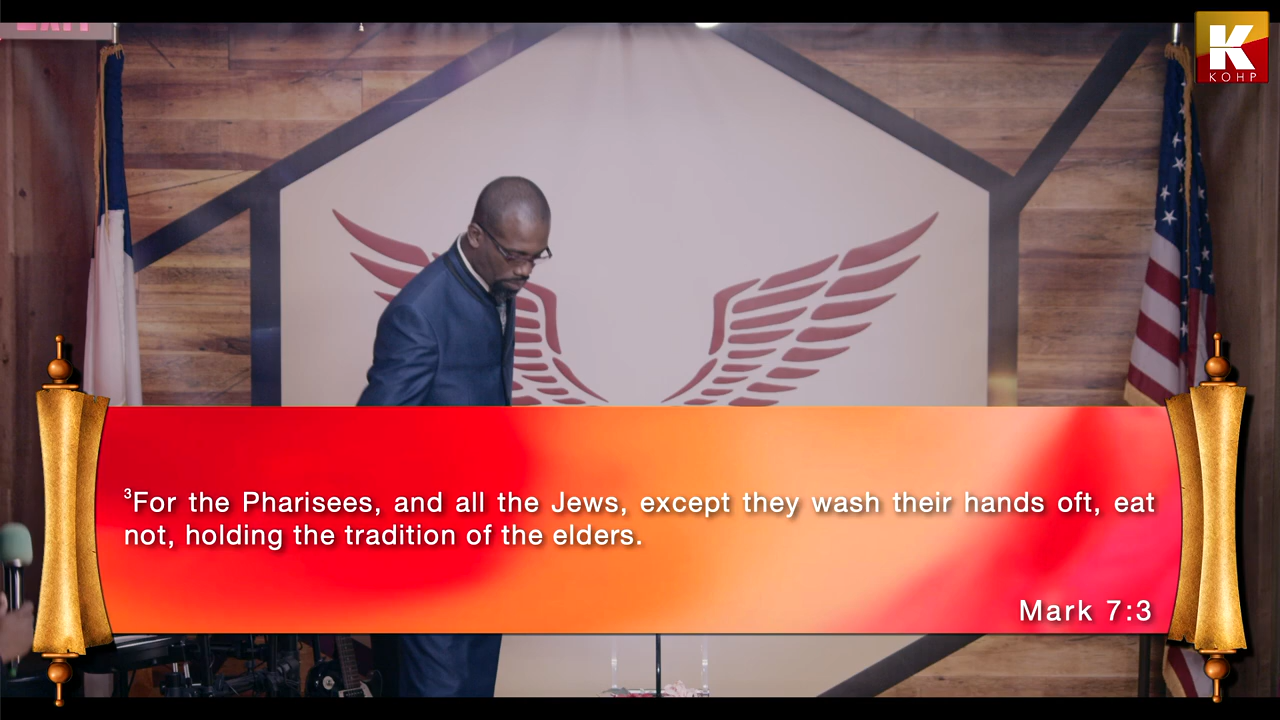 EXIT
K
KOHP
³For the Pharisees, and all the Jews, except they wash their hands oft, eat
not, holding the tradition of the elders.
Mark 7:3